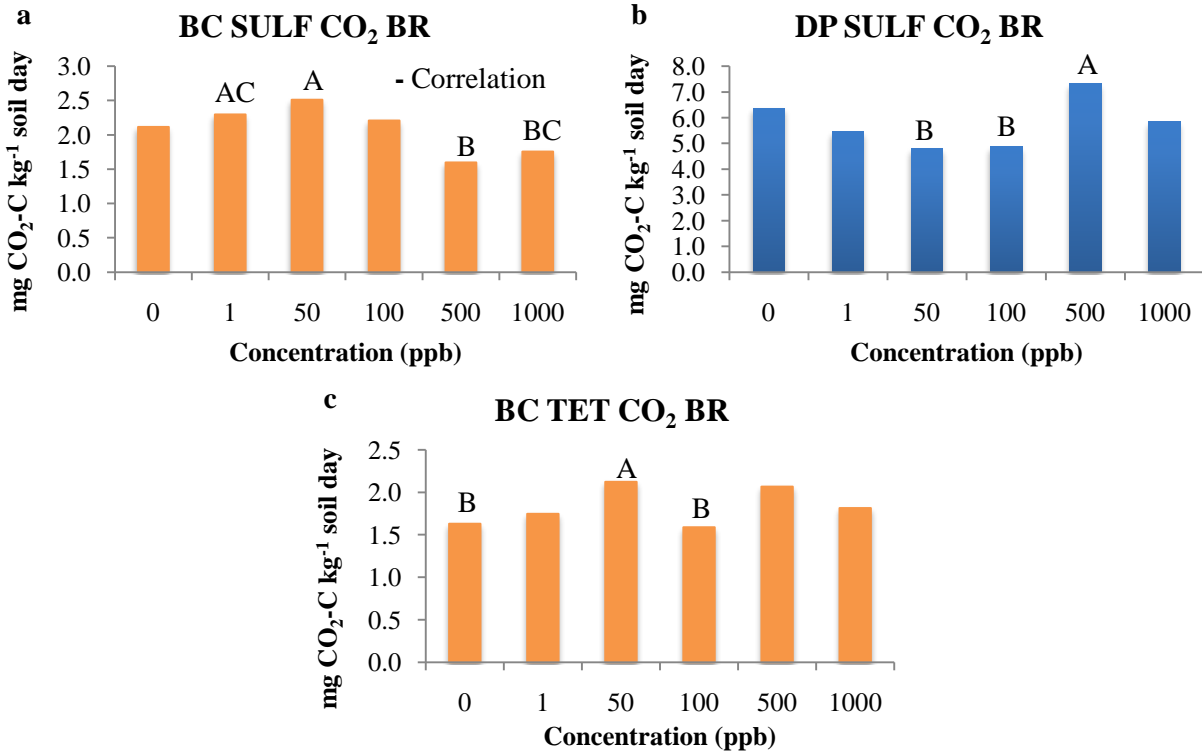 a
BC SULF CO₂ BR
mg CO₂-C kg⁻¹ soil day
3.0
2.5
2.0
1.5
1.0
0.5
0.0
AC
A
- Correlation
B
BC
0 1 50 100 500 1000
Concentration (ppb)
b
DP SULF CO₂ BR
mg CO₂-C kg⁻¹ soil day
8.0
7.0
6.0
5.0
4.0
3.0
2.0
1.0
0.0
B
B
A
0 1 50 100 500 1000
Concentration (ppb)
c
BC TET CO₂ BR
mg CO₂-C kg⁻¹ soil day
2.5
2.0
1.5
1.0
0.5
0.0
B
A
B
0 1 50 100 500 1000
Concentration (ppb)